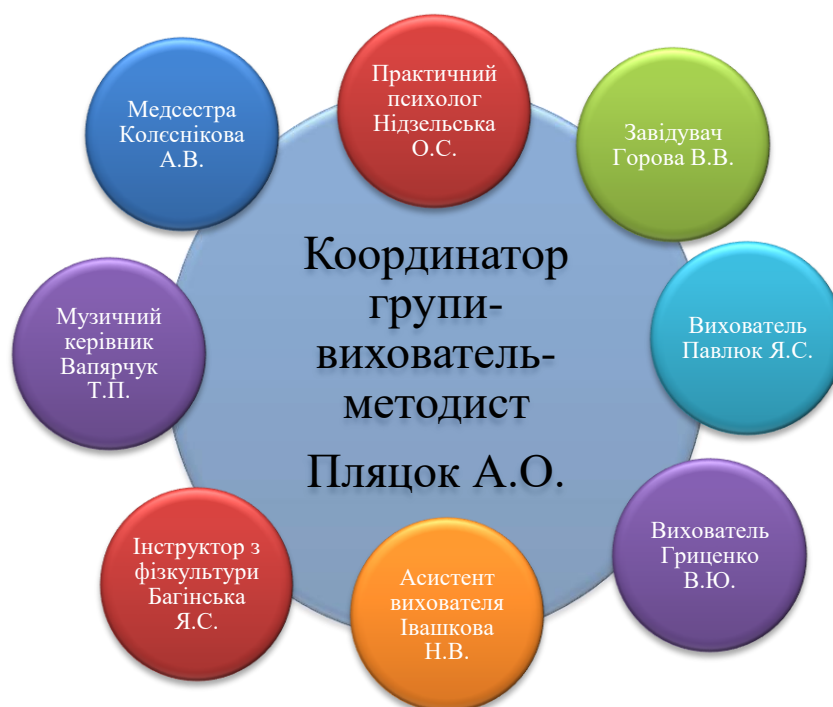 Практичний
психолог
Нідзельська
О.С.
Медсестра
Колєснікова
А.В.
Завідувач
Горова В.В.
Координатор
групи-
вихователь-
методист
Пляцок А.О.
Музичний
керівник
Вапярчук
Т.П.
Вихователь
Павлюк Я.С.
Інструктор з
фізкультури
Багінська
Я.С.
Асистент
вихователя
Івашкова
Н.В.
Вихователь
Гриценко
В.Ю.